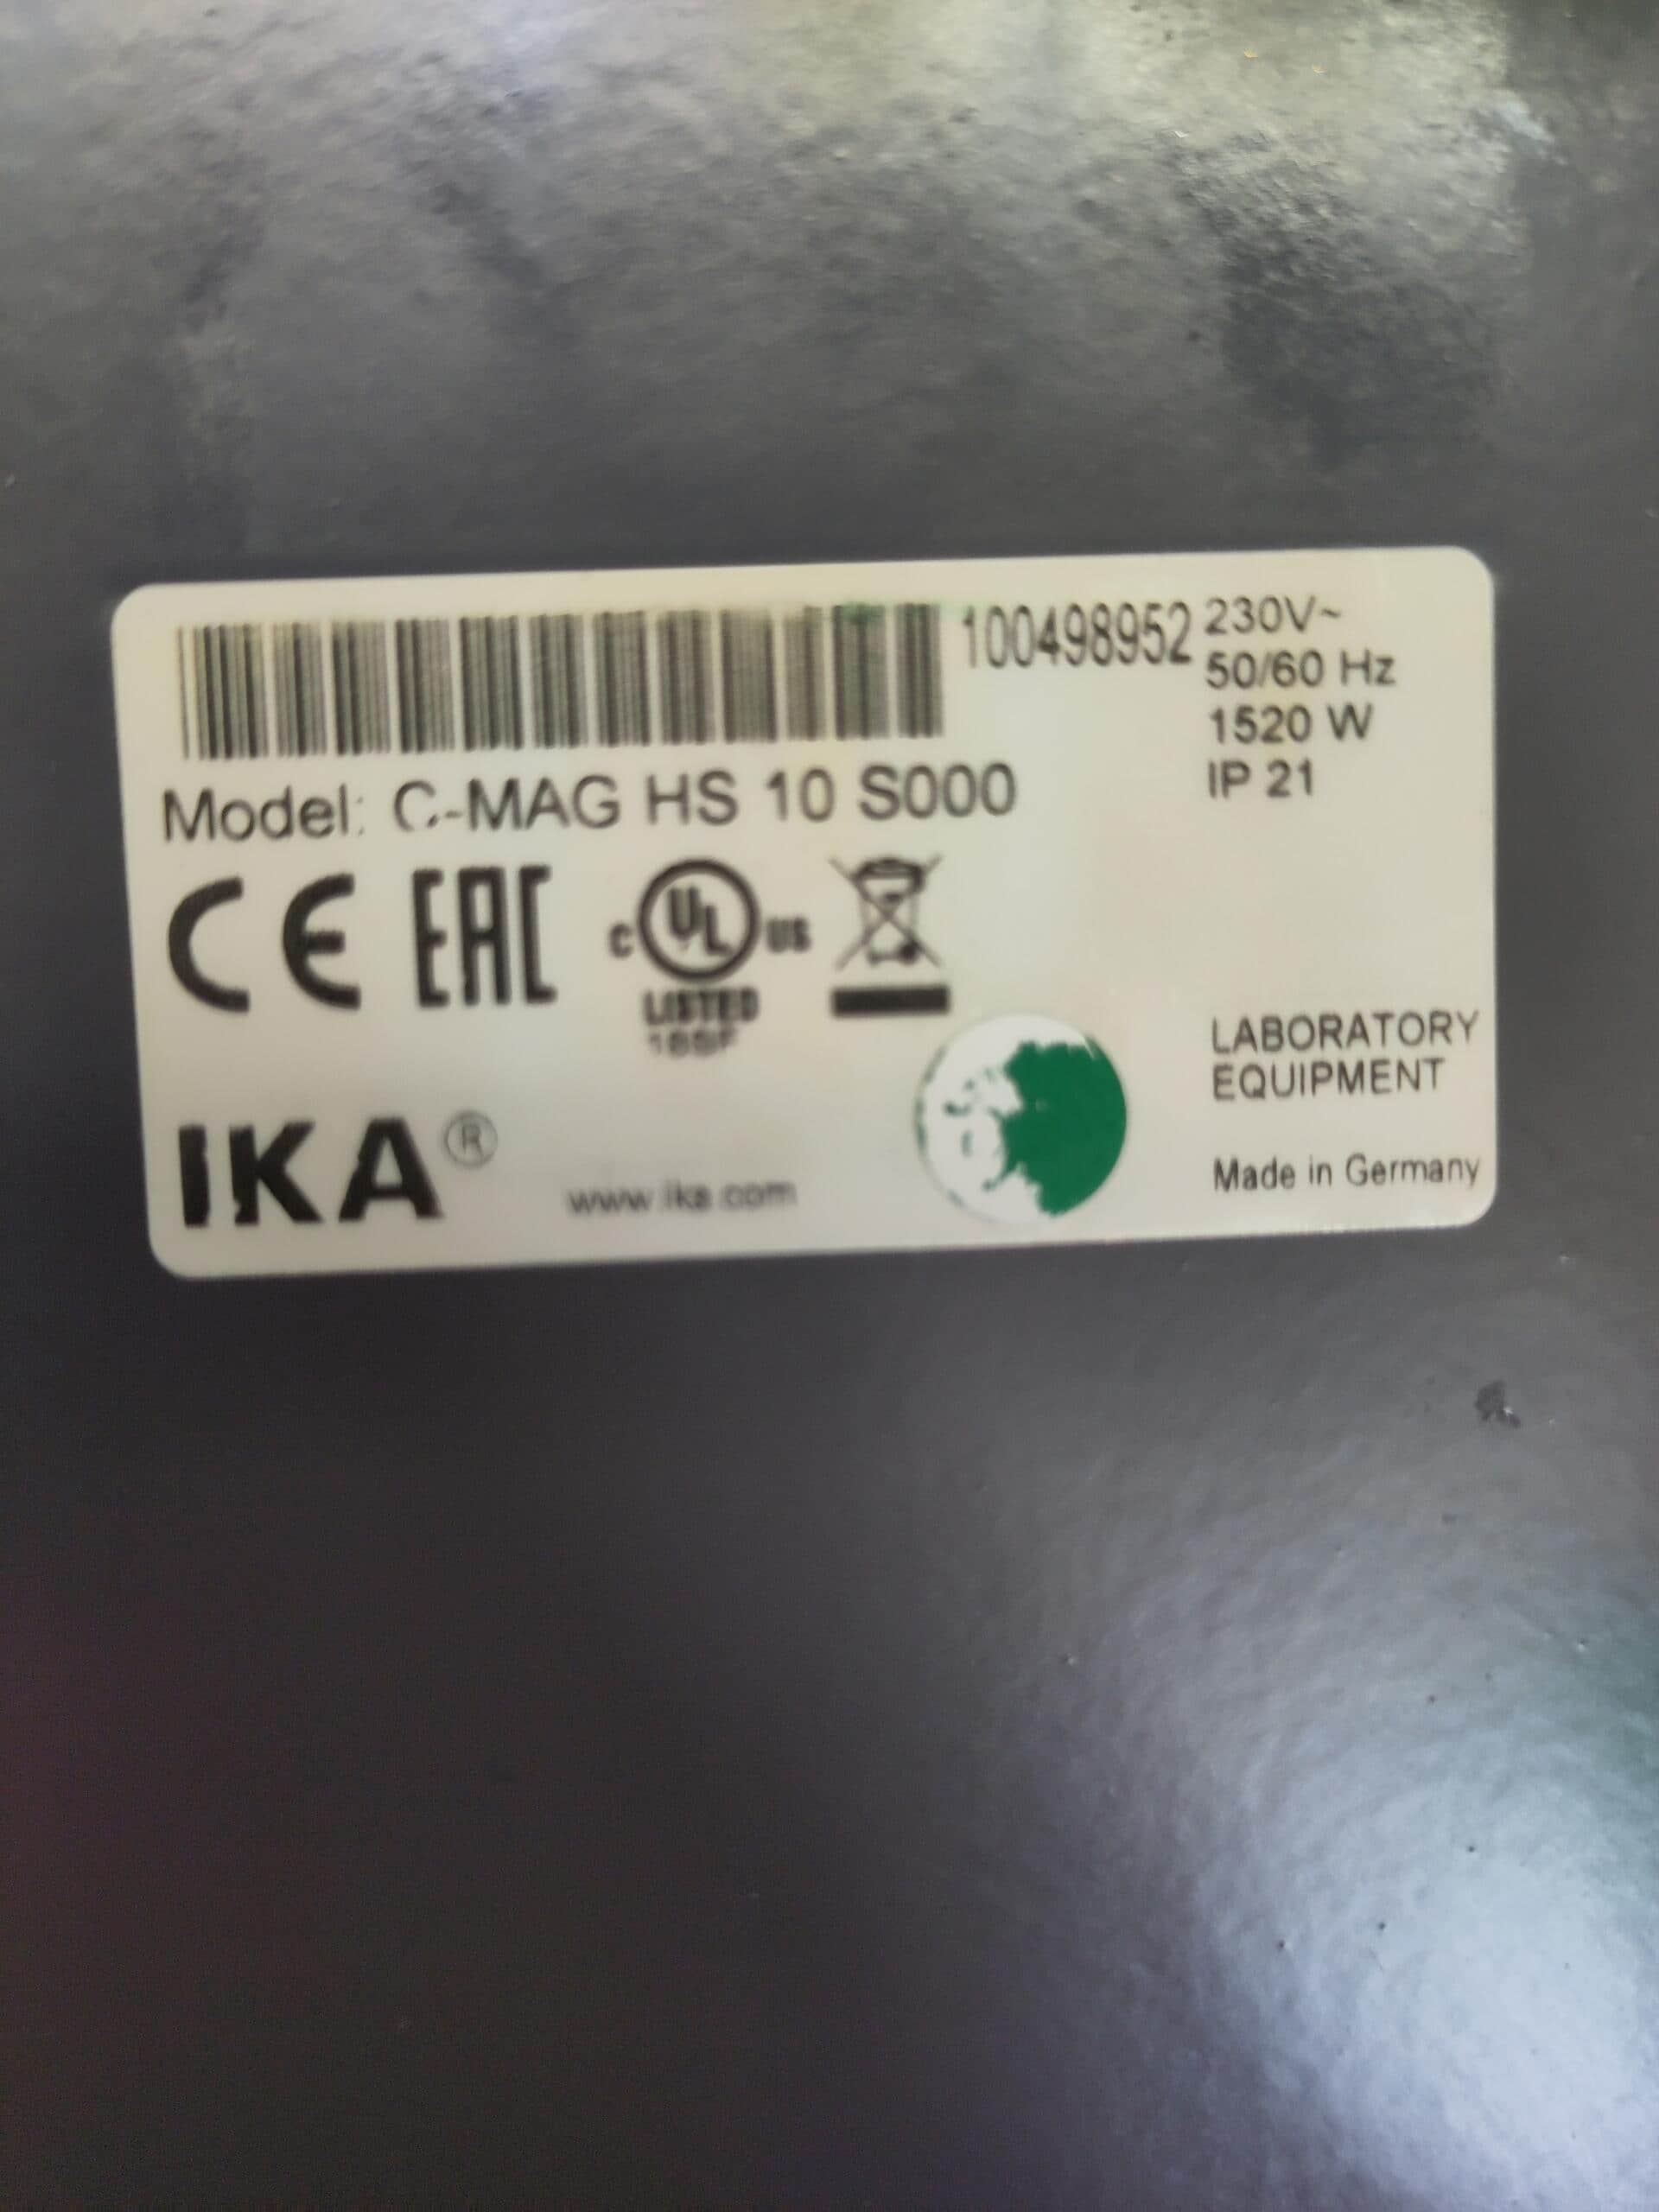 100498952
230V~
50/60 Hz
1520 W
IP 21
Model: C-MAG HS 10 S000
CE EAC
C UL US
LISTED
LABORATORY
EQUIPMENT
IKA®
www.ika.com
Made in Germany